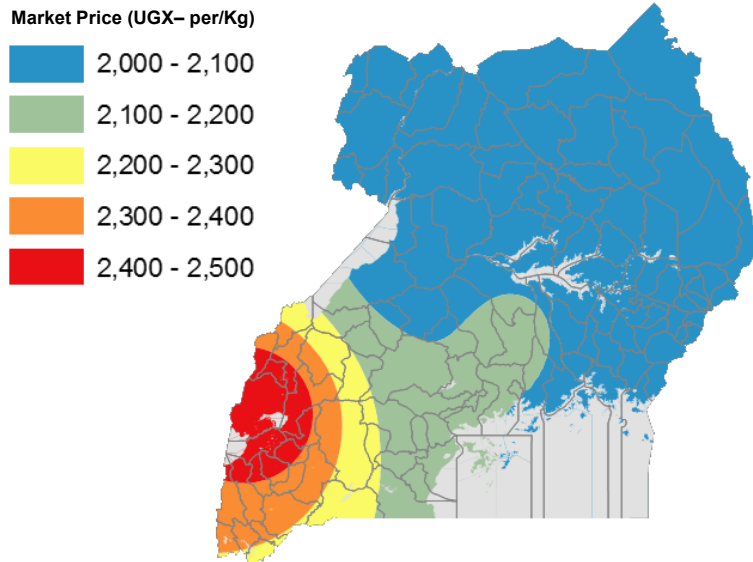 Market Price (UGX– per/Kg)
2,000 - 2,100
2,100 - 2,200
2,200 - 2,300
2,300 - 2,400
2,400 - 2,500